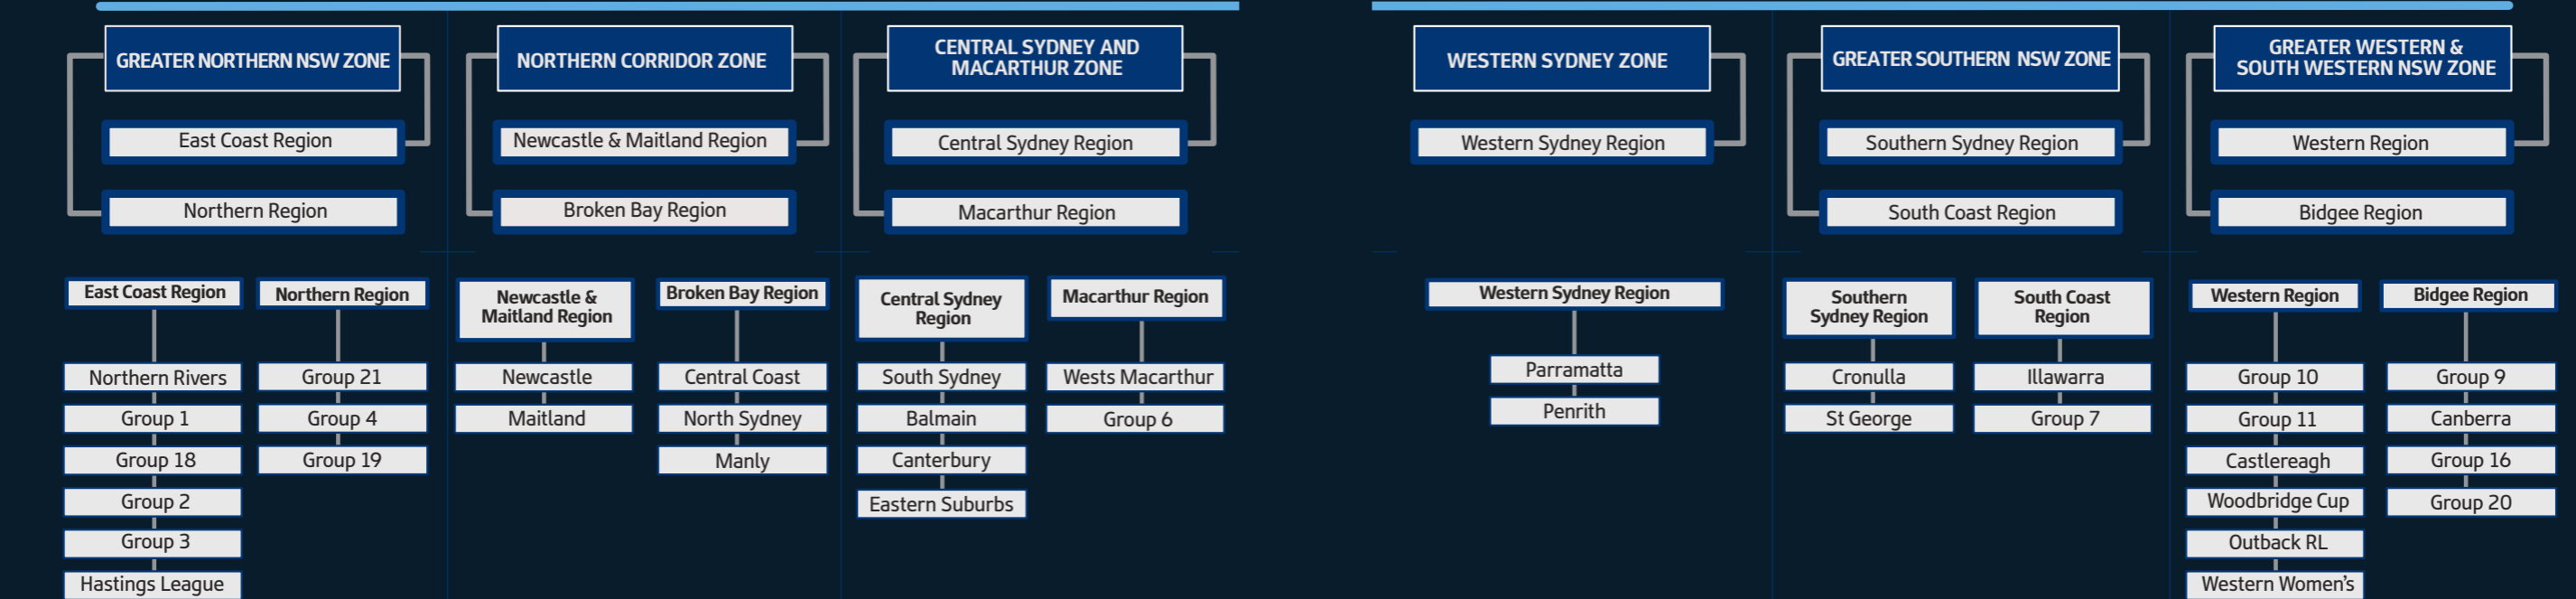 GREATER NORTHERN NSW ZONE
East Coast Region
Northern Region
NORTHERN CORRIDOR ZONE
Newcastle & Maitland Region
Broken Bay Region
CENTRAL SYDNEY AND
MACARTHUR ZONE
Central Sydney Region
Macarthur Region
WESTERN SYDNEY ZONE
Western Sydney Region
GREATER SOUTHERN NSW ZONE
Southern Sydney Region
South Coast Region
GREATER WESTERN &
SOUTH WESTERN NSW ZONE
Western Region
Bidgee Region
East Coast Region
Northern Rivers
Group 1
Group 18
Group 2
Group 3
Hastings League
Northern Region
Group 21
Group 4
Group 19
Newcastle &
Maitland Region
Newcastle
Maitland
Broken Bay Region
Central Coast
North Sydney
Manly
Central Sydney
Region
South Sydney
Balmain
Canterbury
Eastern Suburbs
Macarthur Region
Wests Macarthur
Group 6
Western Sydney Region
Parramatta
Penrith
Southern
Sydney Region
Cronulla
St George
South Coast
Region
Illawarra
Group 7
Western Region
Group 10
Group 11
Castlereagh
Woodbridge Cup
Outback RL
Western Women's
Bidgee Region
Group 9
Canberra
Group 16
Group 20